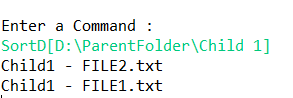 Enter a Command :
SortD[D:\ParentFolder\Child 1]
Child1 - FILE2.txt
Child1 - FILE1.txt